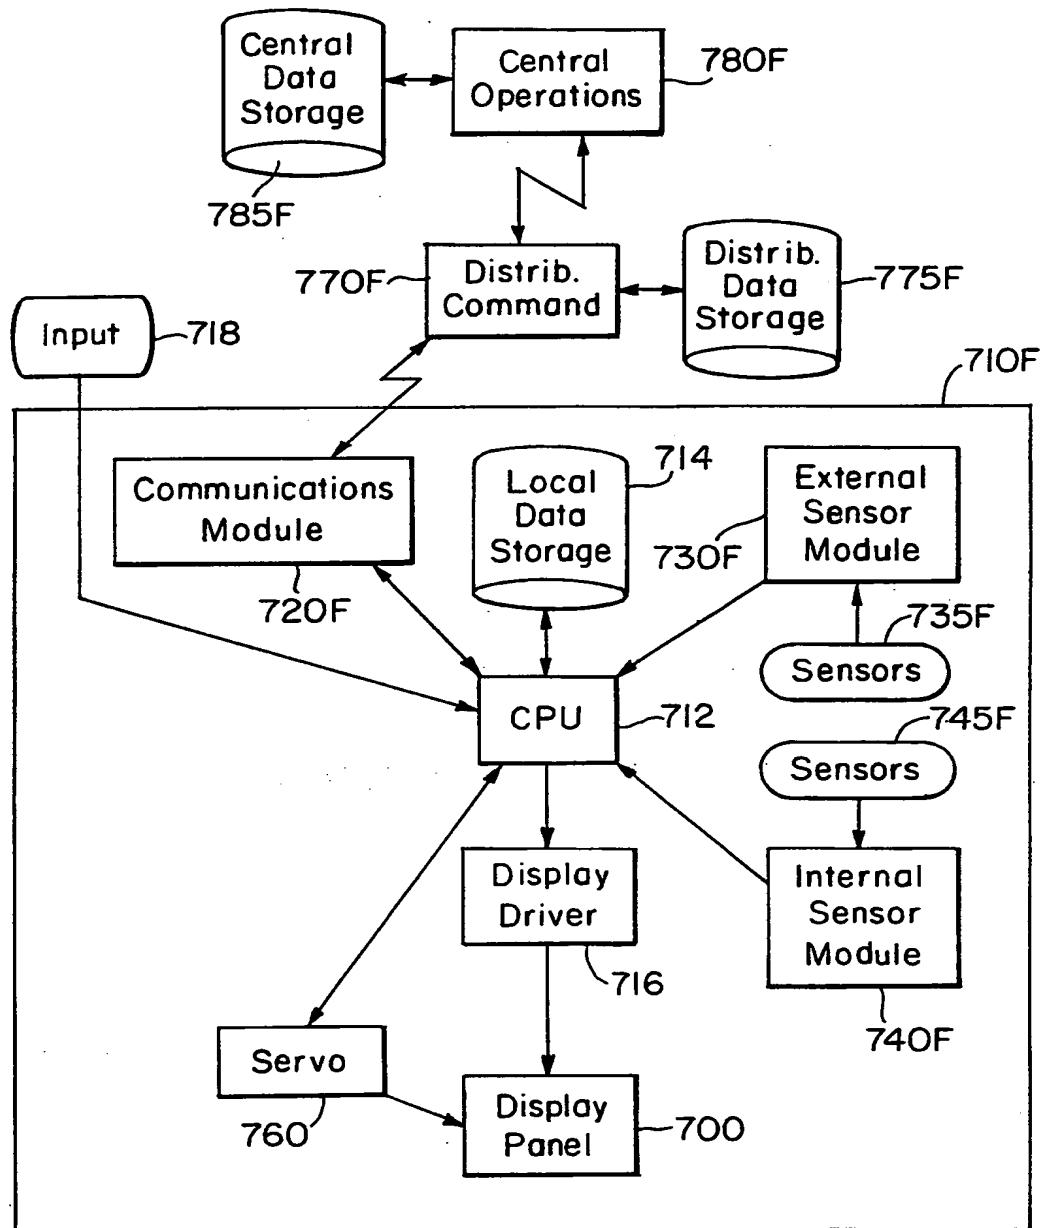 Central
Data
Storage
785F
Central
Operations
780F
770F
Distrib.
Command
Distrib.
Data
Storage
775F
Input
718
710F
Communications
Module
720F
Local
Data
Storage
714
External
Sensor
Module
730F
735F
Sensors
CPU
712
745F
Sensors
Display
Driver
716
Internal
Sensor
Module
740F
Servo
760
Display
Panel
700